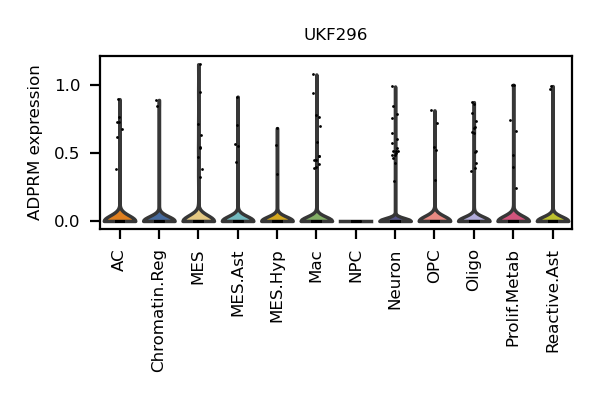 UKF296
ADPRM expression
1.0
0.5
0.0
AC
Chromatin.Reg
MES
MES.Ast
MES.Hyp
Mac
NPC
Neuron
OPC
Oligo
Prolif.Metab
Reactive.Ast